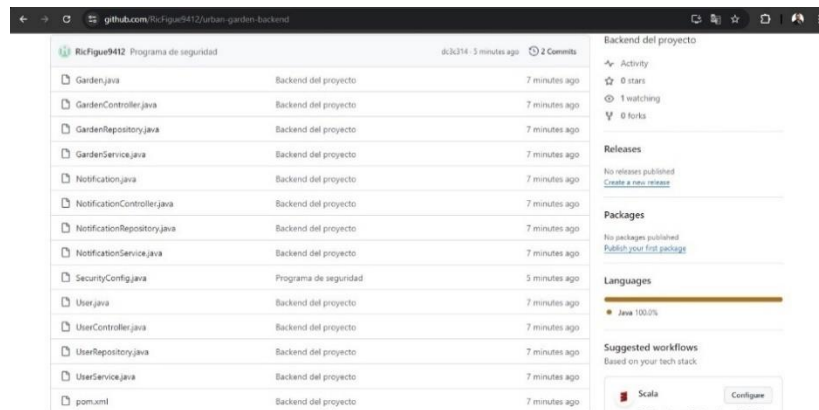 github.com/RicFigue9412/urban-garden-backend
RicFigue9412 Programa de seguridad dc3c314 · 5 minutes ago 2 Commits
Garden.java Backend del proyecto 7 minutes ago
GardenController.java Backend del proyecto 7 minutes ago
GardenRepository.java Backend del proyecto 7 minutes ago
GardenService.java Backend del proyecto 7 minutes ago
Notification.java Backend del proyecto 7 minutes ago
NotificationController.java Backend del proyecto 7 minutes ago
NotificationRepository.java Backend del proyecto 7 minutes ago
NotificationService.java Backend del proyecto 7 minutes ago
SecurityConfig.java Programa de seguridad 5 minutes ago
User.java Backend del proyecto 7 minutes ago
UserController.java Backend del proyecto 7 minutes ago
UserRepository.java Backend del proyecto 7 minutes ago
UserService.java Backend del proyecto 7 minutes ago
pom.xml Backend del proyecto 7 minutes ago
Backend del proyecto
Activity
0 stars
1 watching
0 forks
Releases
No releases published
Create a new release
Packages
No packages published
Publish your first package
Languages
Java 100.0%
Suggested workflows
Based on your tech stack
Scala Configure